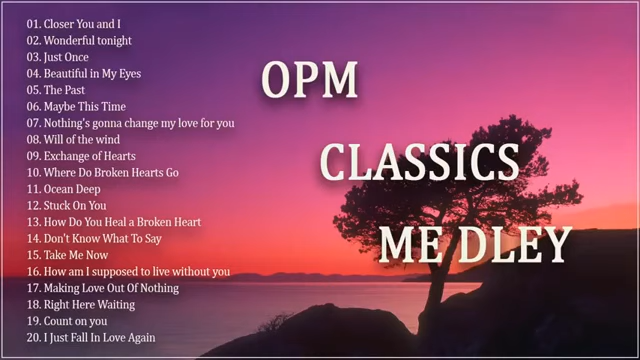 01. Closer You and I
02. Wonderful tonight
03. Just Once
04. Beautiful in My Eyes
05. The Past
06. Maybe This Time
07. Nothing's gonna change my love for you
08. Will of the wind
09. Exchange of Hearts
10. Where Do Broken Hearts Go
11. Ocean Deep
12. Stuck On You
13. How Do You Heal a Broken Heart
14. Don't Know What To Say
15. Take Me Now
16. How am I supposed to live without you
17. Making Love Out Of Nothing
18. Right Here Waiting
19. Count on you
20. I Just Fall In Love Again
OPM
CLASSICS
ME DLEY